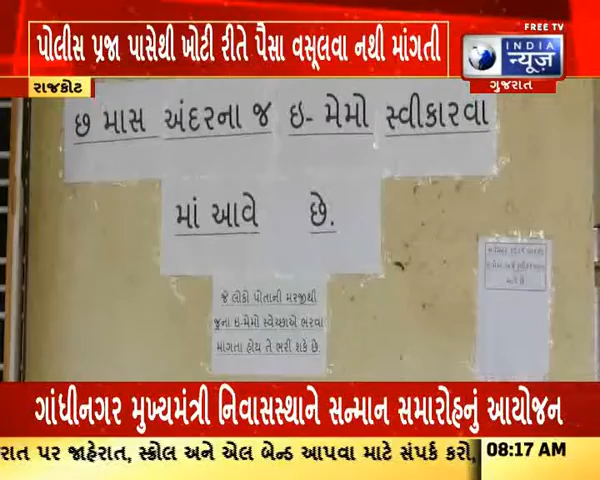 FREE TV
પોલીસ પ્રજા પાસેથી ખોટી રીતે પૈસા વસૂલવા નથી માંગતી
INDIA
ન્યૂઝ
ગુજરાત
રાજકોટ
છ માસ અંદરના જ ઇ- મેમો સ્વીકારવા
માં આવે છે.
જે લોકો પોતાની મરજીથી
જુના ઇ-મેમો સ્વેચ્છાએ ભરવા
માગતા હોય તે ભરી શકે છે.
ગાંધીનગર મુખ્યમંત્રી નિવાસસ્થાને સન્માન સમારોહનું આયોજન
રાત પર જાહેરાત, સ્ક્રોલ અને એલ બેન્ડ આપવા માટે સંપર્ક કરો,
08:17 AM